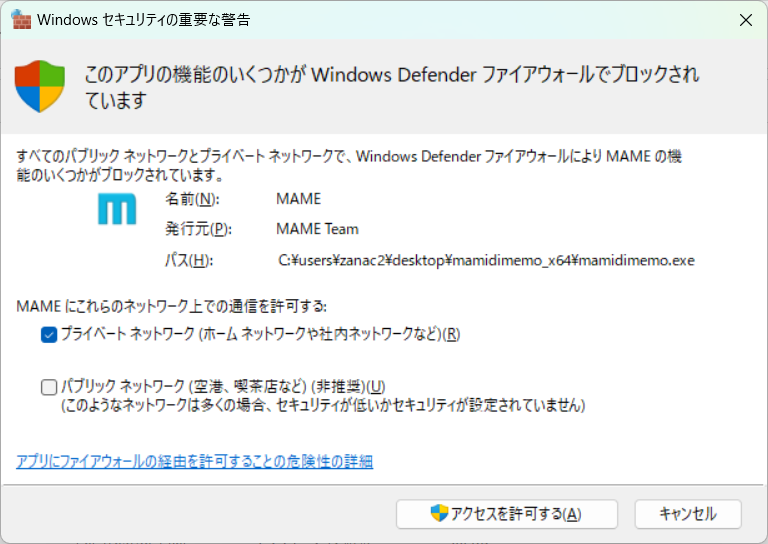 Windows セキュリティの重要な警告
このアプリの機能のいくつかが Windows Defender ファイアウォールでブロックされ
ています
すべてのパブリック ネットワークとプライベート ネットワークで、Windows Defender ファイアウォールにより MAME の機
能のいくつかがブロックされています。
名前(N): MAME
発行元(P): MAME Team
パス(H): C:¥users¥zanac2¥desktop¥mamidimemo_x64¥mamidimemo.exe
MAME にこれらのネットワーク上での通信を許可する:
プライベート ネットワーク (ホーム ネットワークや社内ネットワークなど)(R)
パブリック ネットワーク (空港、喫茶店など) (非推奨)(U)
(このようなネットワークは多くの場合、セキュリティが低いかセキュリティが設定されていません)
アプリにファイアウォールの経由を許可することの危険性の詳細
アクセスを許可する(A) キャンセル